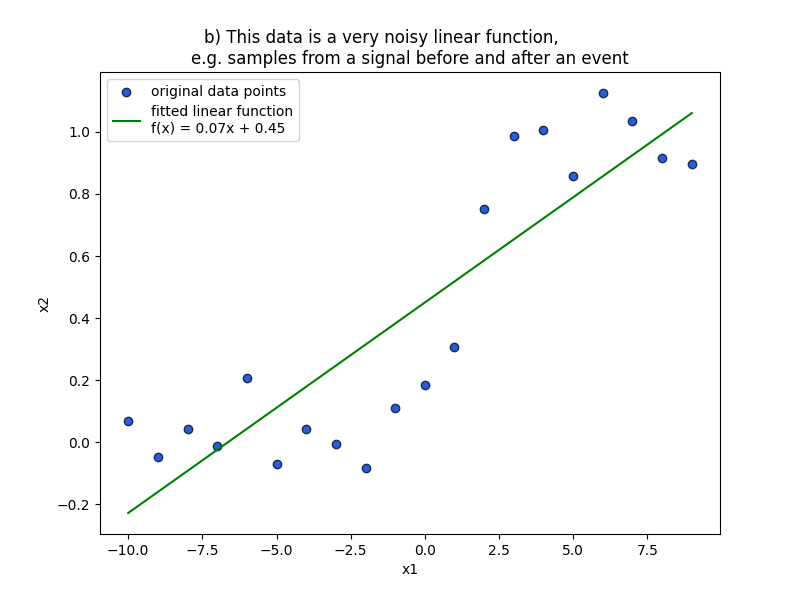 b) This data is a very noisy linear function,
e.g. samples from a signal before and after an event
original data points
fitted linear function
f(x) = 0.07x + 0.45
1.0
0.8
0.6
0.4
0.2
0.0
−0.2
x2
−10.0 −7.5 −5.0 −2.5 0.0 2.5 5.0 7.5
x1